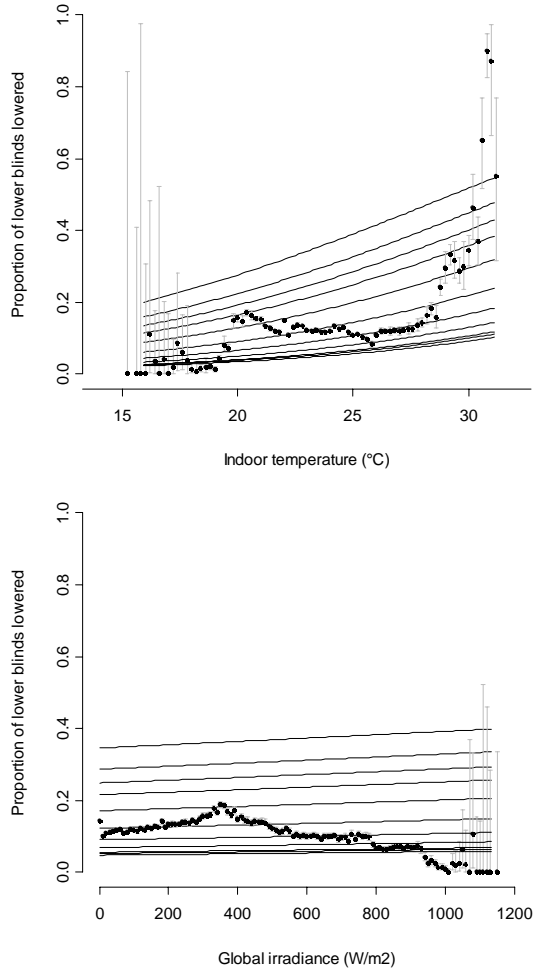 Proportion of lower blinds lowered
1.0
0.8
0.6
0.4
0.2
0.0
15 20 25 30
Indoor temperature (°C)
Proportion of lower blinds lowered
1.0
0.8
0.6
0.4
0.2
0.0
0 200 400 600 800 1000 1200
Global irradiance (W/m2)